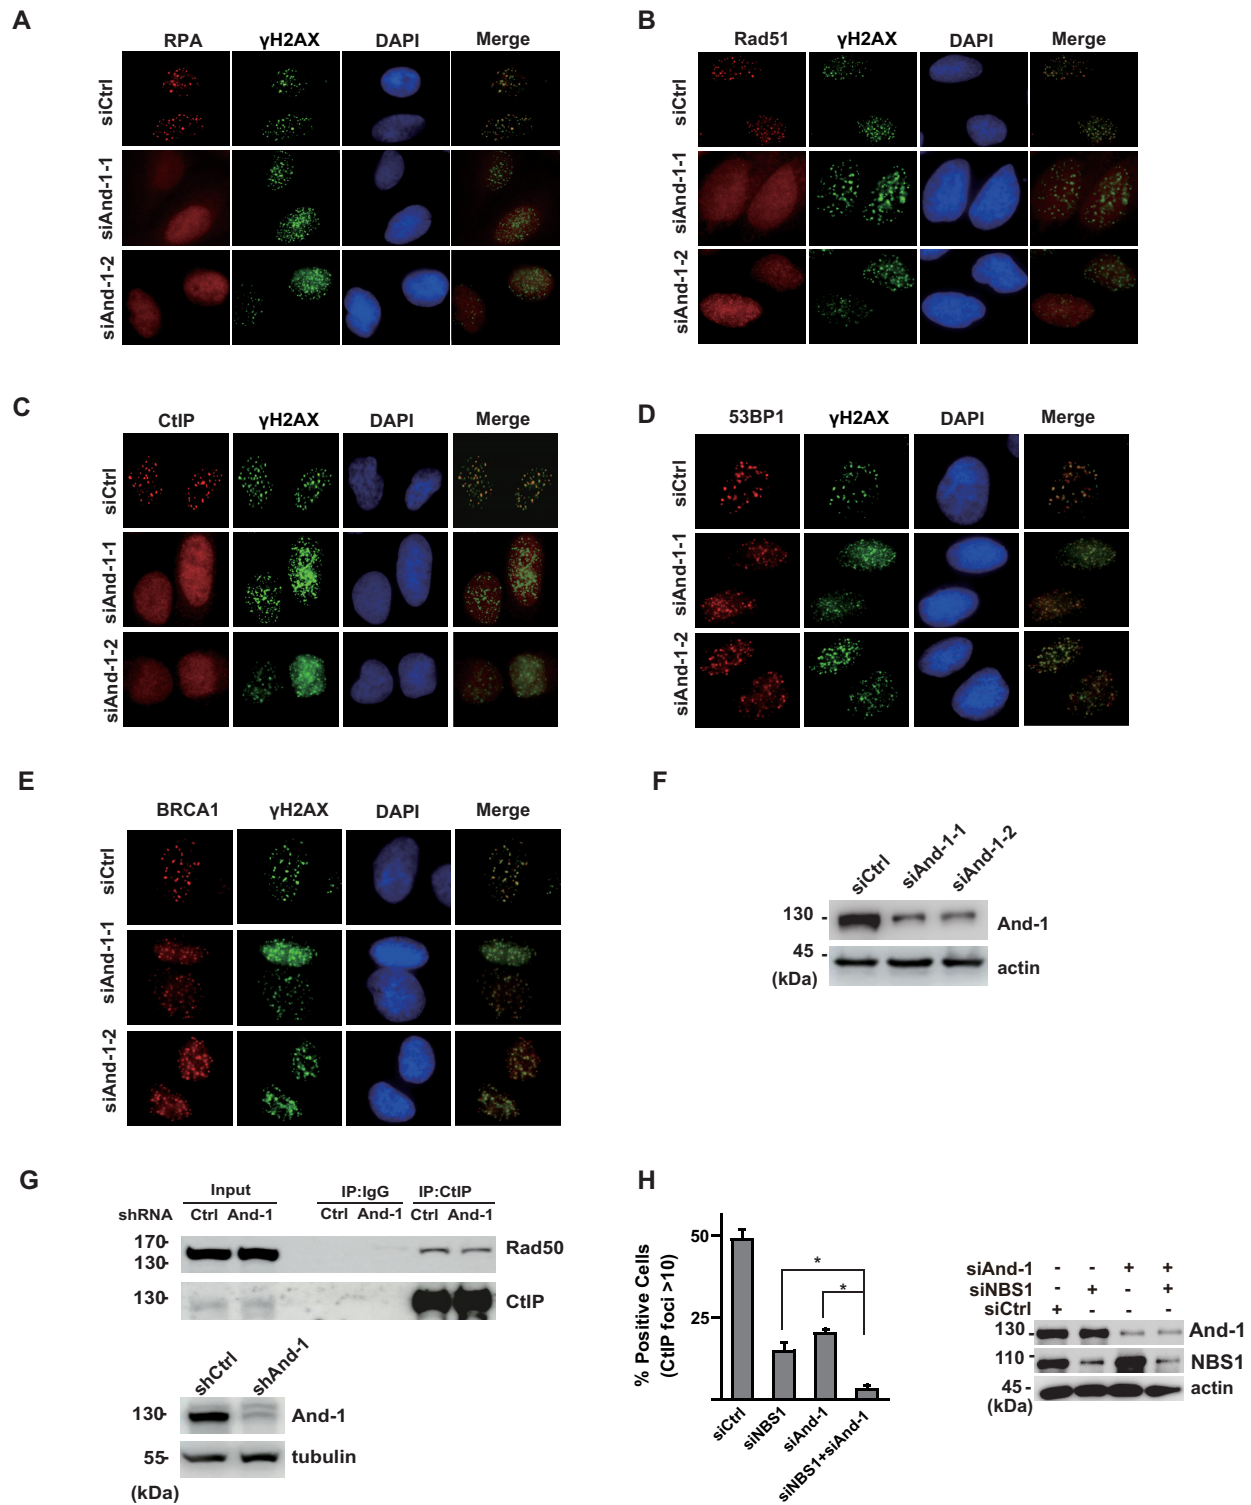 A
RPA γH2AX DAPI Merge
siCtrl
siAnd-1-1
siAnd-1-2
B
Rad51 γH2AX DAPI Merge
siCtrl
siAnd-1-1
siAnd-1-2
C
CtIP γH2AX DAPI Merge
siCtrl
siAnd-1-1
siAnd-1-2
D
53BP1 γH2AX DAPI Merge
siCtrl
siAnd-1-1
siAnd-1-2
E
BRCA1 γH2AX DAPI Merge
siCtrl
siAnd-1-1
siAnd-1-2
F
siCtrl siAnd-1-1 siAnd-1-2
130 - And-1
45 - actin
(kDa)
G
Input IP:IgG IP:CtIP
shRNA Ctrl And-1 Ctrl And-1 Ctrl And-1
170-
130- Rad50
130- CtIP
shCtrl shAnd-1
130- And-1
55- tubulin
(kDa)
H
% Positive Cells
(CtIP foci >10)
50
25
*
*
siCtrl siNBS1 siAnd-1 siNBS1+siAnd-1
siAnd-1 - - + +
siNBS1 - + - +
siCtrl + - - -
130 - And-1
110 - NBS1
45 - actin
(kDa)